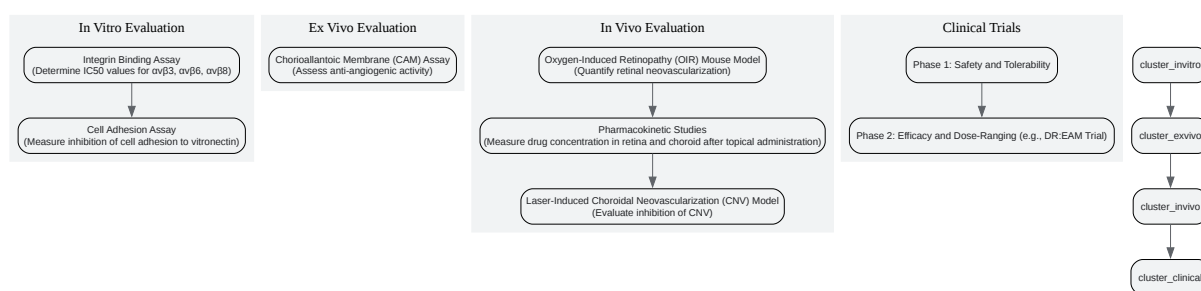 In Vitro Evaluation
Integrin Binding Assay
(Determine IC50 values for αvβ3, αvβ6, αvβ8)
Cell Adhesion Assay
(Measure inhibition of cell adhesion to vitronectin)
Ex Vivo Evaluation
Chorioallantoic Membrane (CAM) Assay
(Assess anti-angiogenic activity)
In Vivo Evaluation
Oxygen-Induced Retinopathy (OIR) Mouse Model
(Quantify retinal neovascularization)
Pharmacokinetic Studies
(Measure drug concentration in retina and choroid after topical administration)
Laser-Induced Choroidal Neovascularization (CNV) Model
(Evaluate inhibition of CNV)
Clinical Trials
Phase 1: Safety and Tolerability
Phase 2: Efficacy and Dose-Ranging (e.g., DR:EAM Trial)
cluster_invitro
cluster_exvivo
cluster_invivo
cluster_clinical